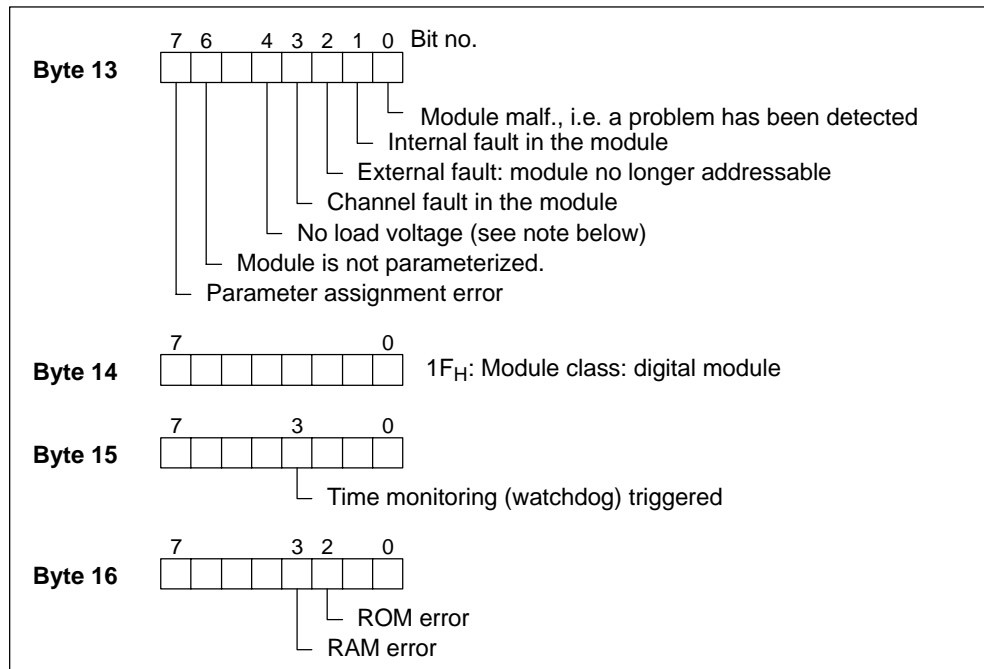 7 6 4 3 2 1 0 Bit no.
Byte 13
Module malf., i.e. a problem has been detected
Internal fault in the module
External fault: module no longer addressable
Channel fault in the module
No load voltage (see note below)
Module is not parameterized.
Parameter assignment error
7 0
Byte 14 1FH: Module class: digital module
7 3 0
Byte 15
Time monitoring (watchdog) triggered
7 3 2 0
Byte 16
ROM error
RAM error